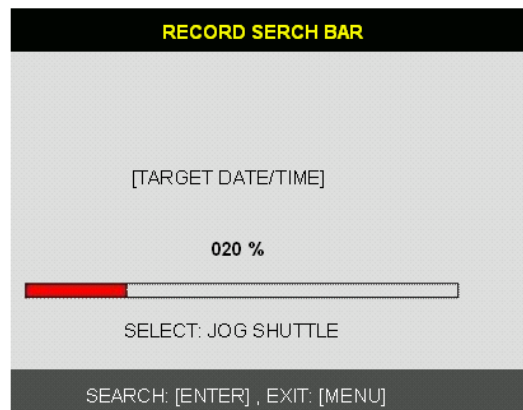 RECORD SERCH BAR
[TARGET DATE/TIME]
020 %
SELECT: JOG SHUTTLE
SEARCH: [ENTER] , EXIT: [MENU]